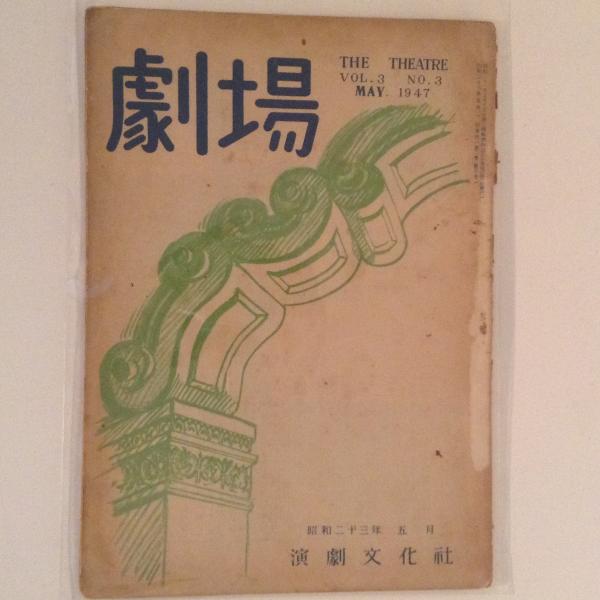 劇場
THE THEATRE
VOL.3 NO.3
MAY. 1947
昭和二十三年 五月
演劇文化社